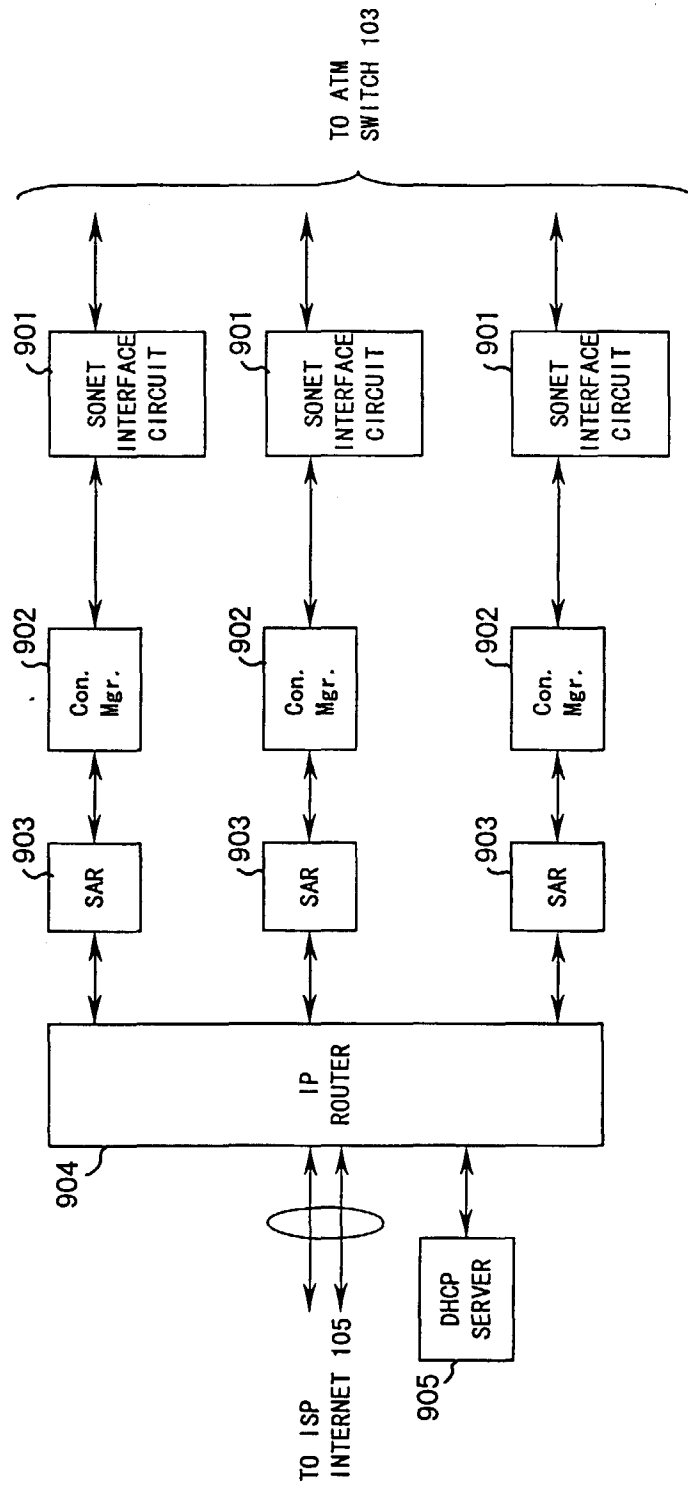 TO ATM
SWITCH 103
901
SONET
INTERFACE
CIRCUIT
901
SONET
INTERFACE
CIRCUIT
901
SONET
INTERFACE
CIRCUIT
902
Con.
Mgr.
902
Con.
Mgr.
902
Con.
Mgr.
903
SAR
903
SAR
903
SAR
904
IP
ROUTER
TO ISP
INTERNET 105
905
DHCP
SERVER